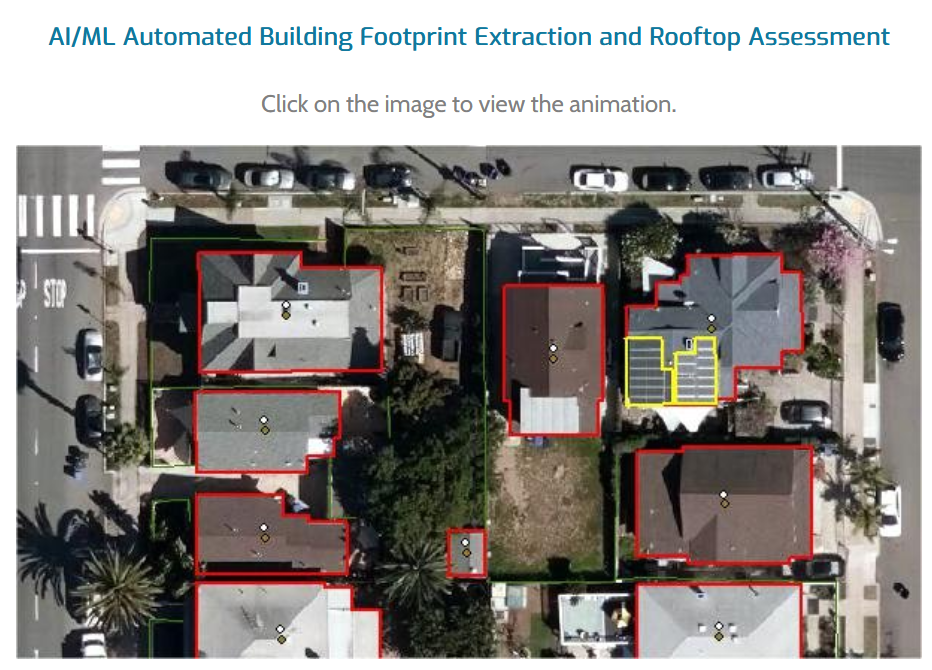 AI/ML Automated Building Footprint Extraction and Rooftop Assessment
Click on the image to view the animation.
STOP